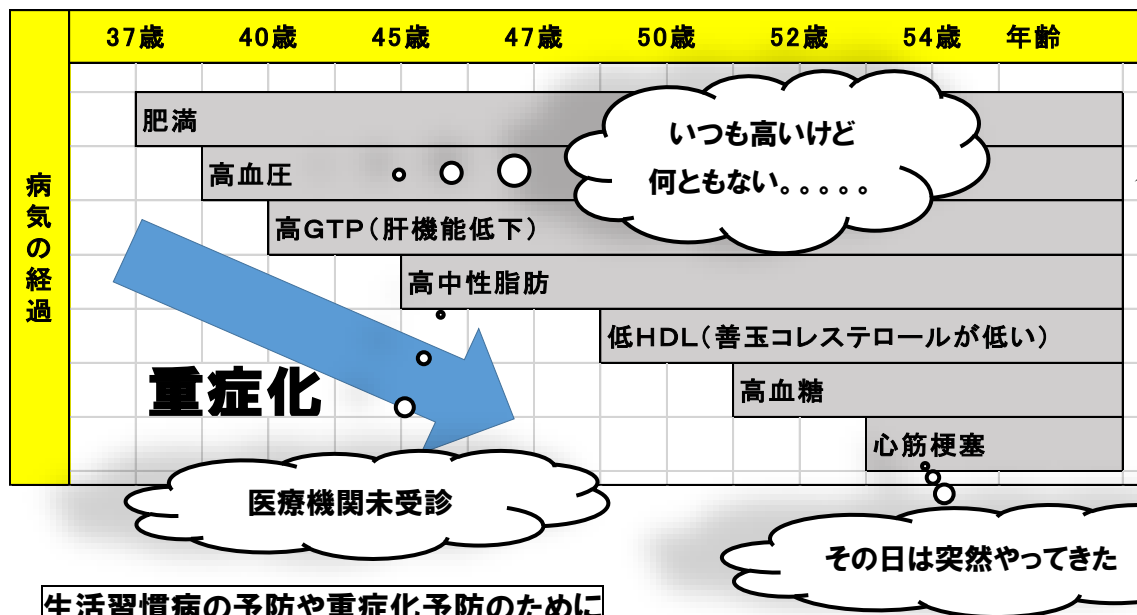 37歳 40歳 45歳 47歳 50歳 52歳 54歳 年齢
病気の経過
肥満
いつも高いけど
何ともない。。。。。
高血圧
高GTP(肝機能低下)
高中性脂肪
低HDL(善玉コレステロールが低い)
重症化
高血糖
心筋梗塞
医療機関未受診
その日は突然やってきた
生活習慣病の予防や重症化予防のために